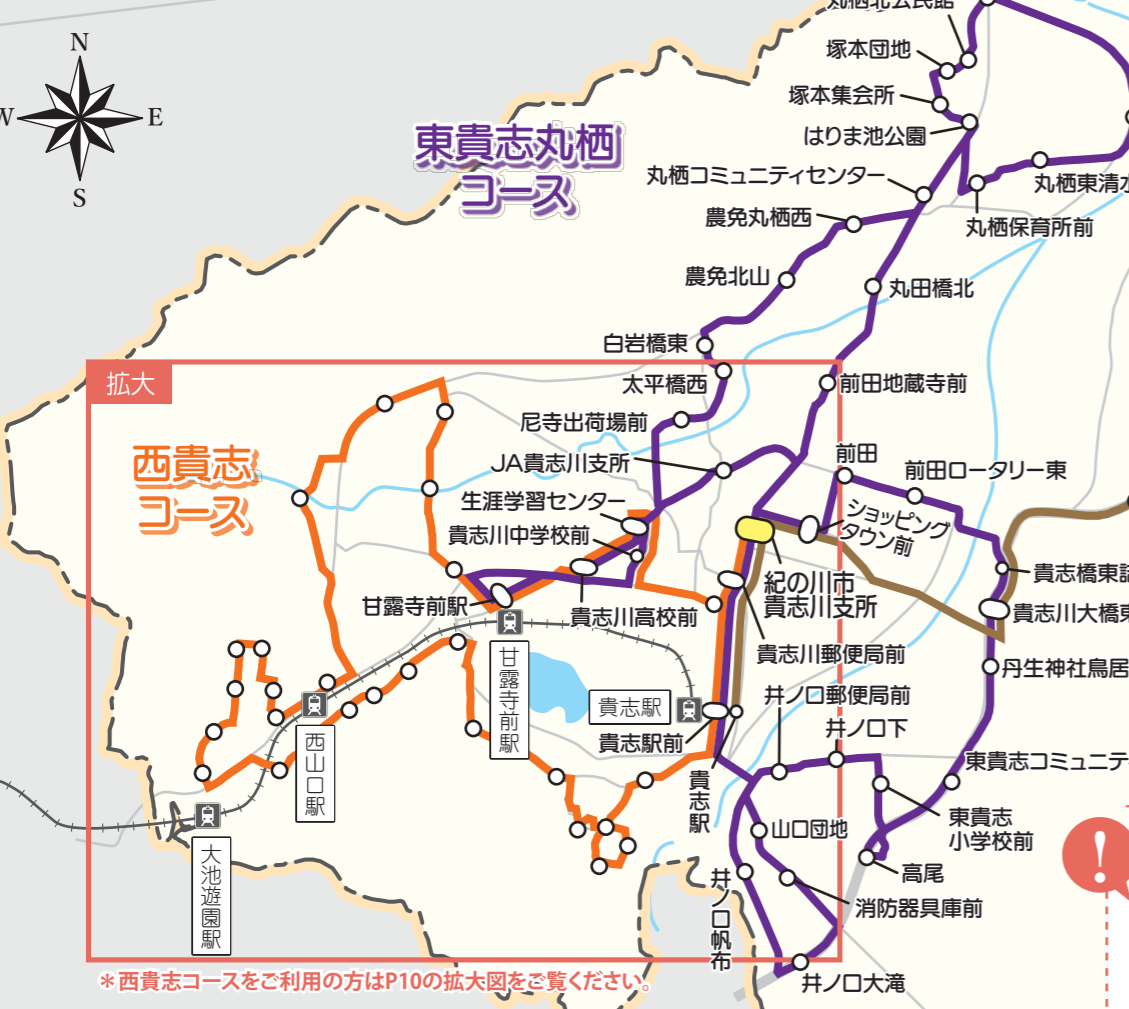 丸栖北公民館
N
W
E
S
塚本団地
塚本集会所
はりま池公園
東貴志丸栖
コース
丸栖コミュニティセンター
丸栖東清水
農免丸栖西
丸栖保育所前
農免北山
丸田橋北
白岩橋東
拡大
太平橋西
前田地蔵寺前
尼寺出荷場前
西貴志
コース
JA貴志川支所
前田
前田ロータリー東
生涯学習センター
ショッピング
タウン前
貴志川中学校前
紀の川市
貴志川支所
貴志橋東詰
甘露寺前駅
貴志川高校前
貴志川大橋東
甘露寺前駅
貴志川郵便局前
丹生神社鳥居
貴志駅
井ノ口郵便局前
貴志駅前
井ノ口下
西山口駅
貴志駅
東貴志コミュニテ
東貴志
小学校前
山口団地
大池遊園駅
高尾
井ノ口帆布
消防器具庫前
!
*西貴志コースをご利用の方はP10の拡大図をご覧ください。
井ノ口大滝